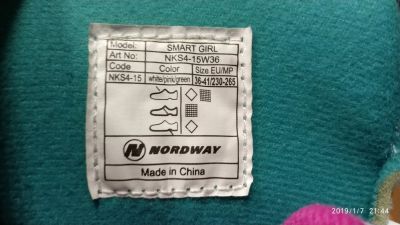 Model: SMART GIRL
Art No: NKS4-15W36
Code Color Size EU/MP
NKS4-15 white/pink/green 36-41/230-265
NORDWAY
Made in China
2019/1/7 21:44